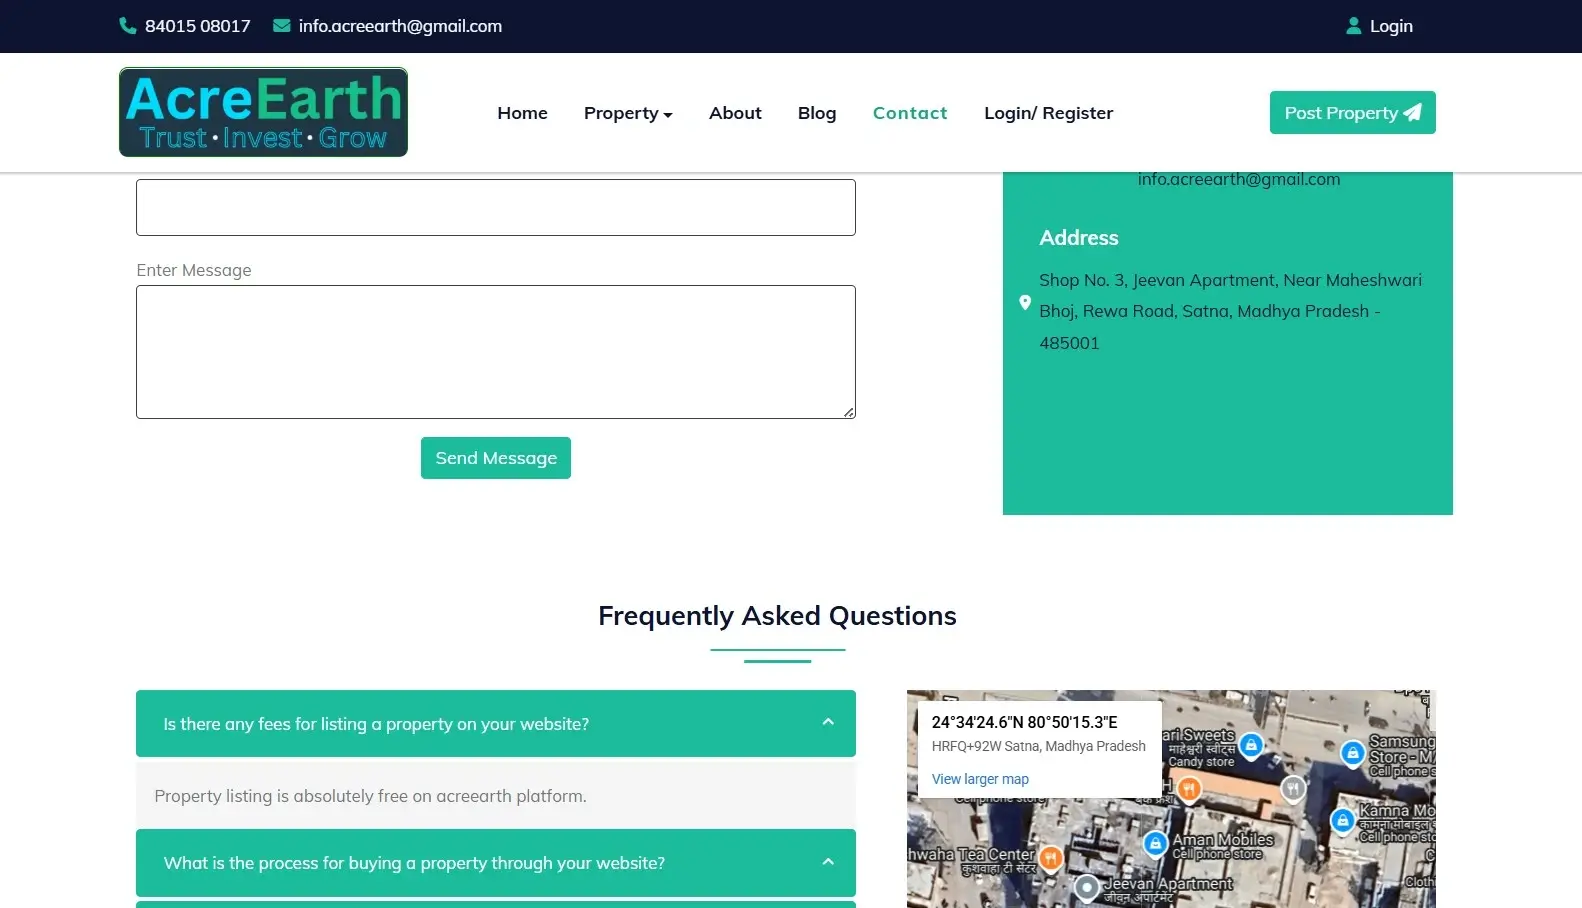 84015 08017
info.acreearth@gmail.com
Login
AcreEarth
Trust • Invest • Grow
Home
Property
About
Blog
Contact
Login/ Register
Post Property
info.acreearth@gmail.com
Enter Message
Send Message
Address
Shop No. 3, Jeevan Apartment, Near Maheshwari
Bhoj, Rewa Road, Satna, Madhya Pradesh -
485001
Frequently Asked Questions
Is there any fees for listing a property on your website?
Property listing is absolutely free on acreearth platform.
What is the process for buying a property through your website?
24°34'24.6"N 80°50'15.3"E
HRFQ+92W Satna, Madhya Pradesh
View larger map
ari Sweets
माहेश्वरी स्वीट्स
Candy store
Samsung
Store - M
Cell phone s
Cell phone store
Kamna Mo
कामना मोबाइल
Cell phone sto
Aman Mobiles
Cell phone store
hwaha Tea Center
कुशवाहा टी सेंटर
Jeevan Apartment
जीवन अपार्टमेंट
Clothi